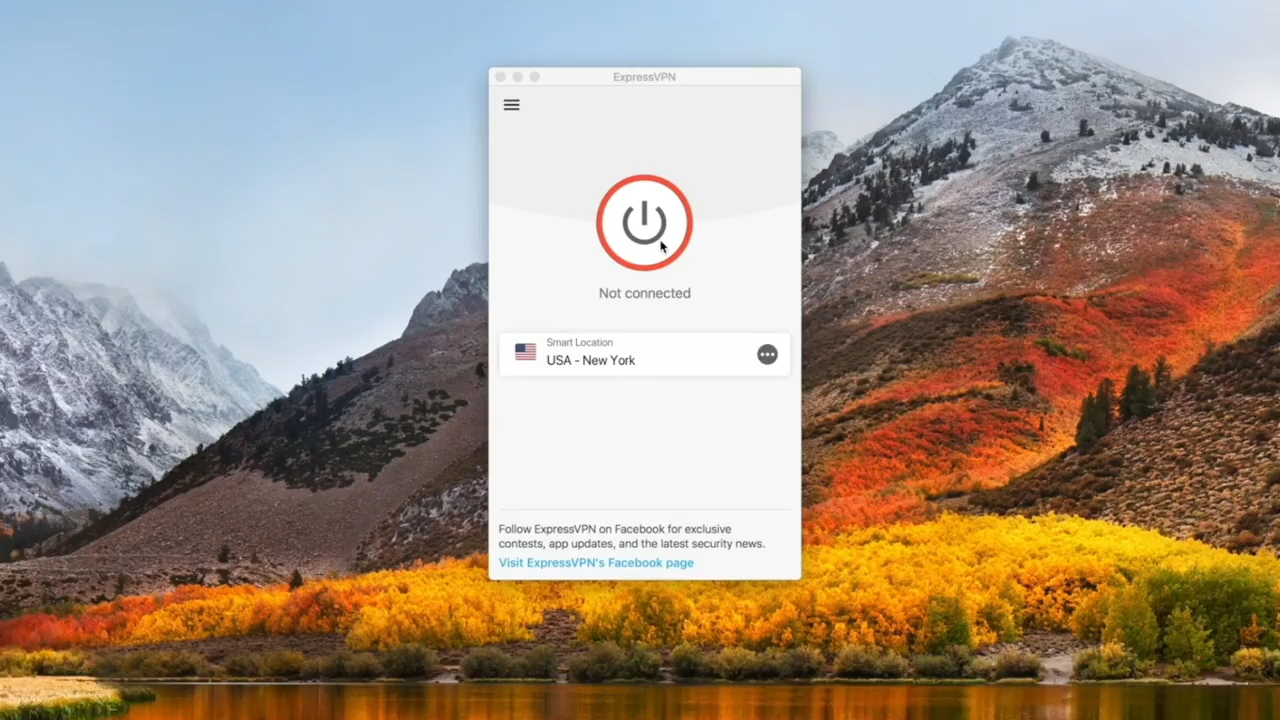 ExpressVPN
Not connected
Smart Location
USA - New York
Follow ExpressVPN on Facebook for exclusive
contests, app updates, and the latest security news.
Visit ExpressVPN's Facebook page